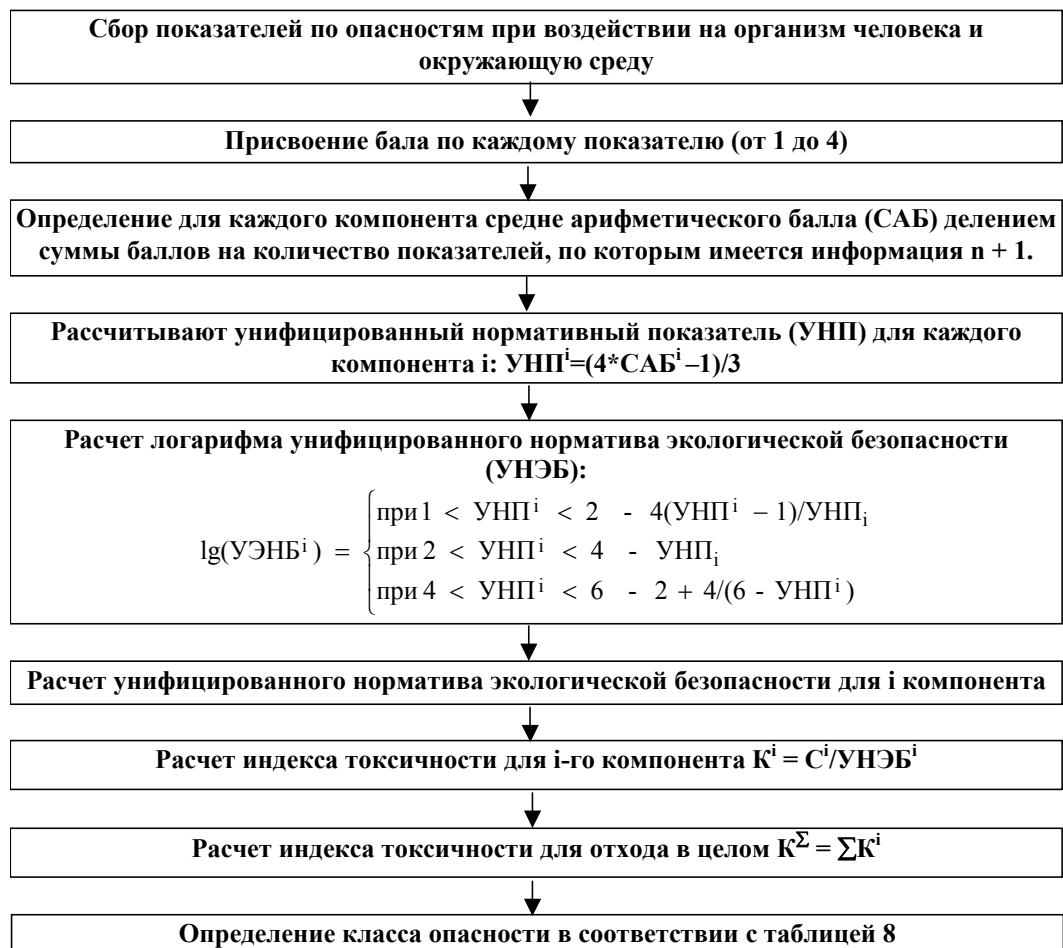 Сбор показателей по опасностям при воздействии на организм человека и
окружающую среду
Присвоение бала по каждому показателю (от 1 до 4)
Определение для каждого компонента средне арифметического балла (САБ) делением
суммы баллов на количество показателей, по которым имеется информация n + 1.
Рассчитывают унифицированный нормативный показатель (УНП) для каждого
компонента i: УНПⁱ=(4*САБⁱ –1)/3
Расчет логарифма унифицированного норматива экологической безопасности
(УНЭБ):
при 1 < УНПⁱ < 2 - 4(УНПⁱ – 1)/УНПᵢ
lg(УЭНБⁱ) = { при 2 < УНПⁱ < 4 - УНПᵢ
при 4 < УНПⁱ < 6 - 2 + 4/(6 - УНПⁱ)
Расчет унифицированного норматива экологической безопасности для i компонента
Расчет индекса токсичности для i-го компонента Кⁱ = Сⁱ/УНЭБⁱ
Расчет индекса токсичности для отхода в целом К^Σ = ∑Кⁱ
Определение класса опасности в соответствии с таблицей 8